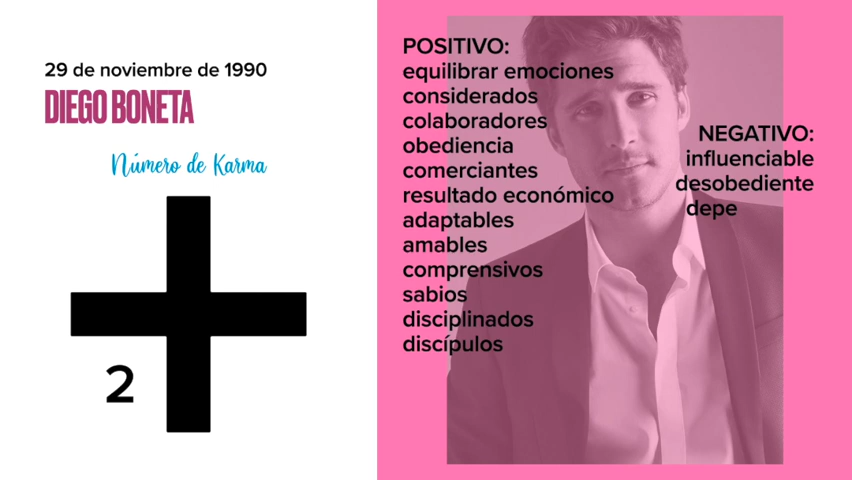 29 de noviembre de 1990
DIEGO BONETA
Número de Karma
2
POSITIVO:
equilibrar emociones
considerados
colaboradores
obediencia
comerciantes
resultado económico
adaptables
amables
comprensivos
sabios
disciplinados
discípulos
NEGATIVO:
influenciable
desobediente
depe